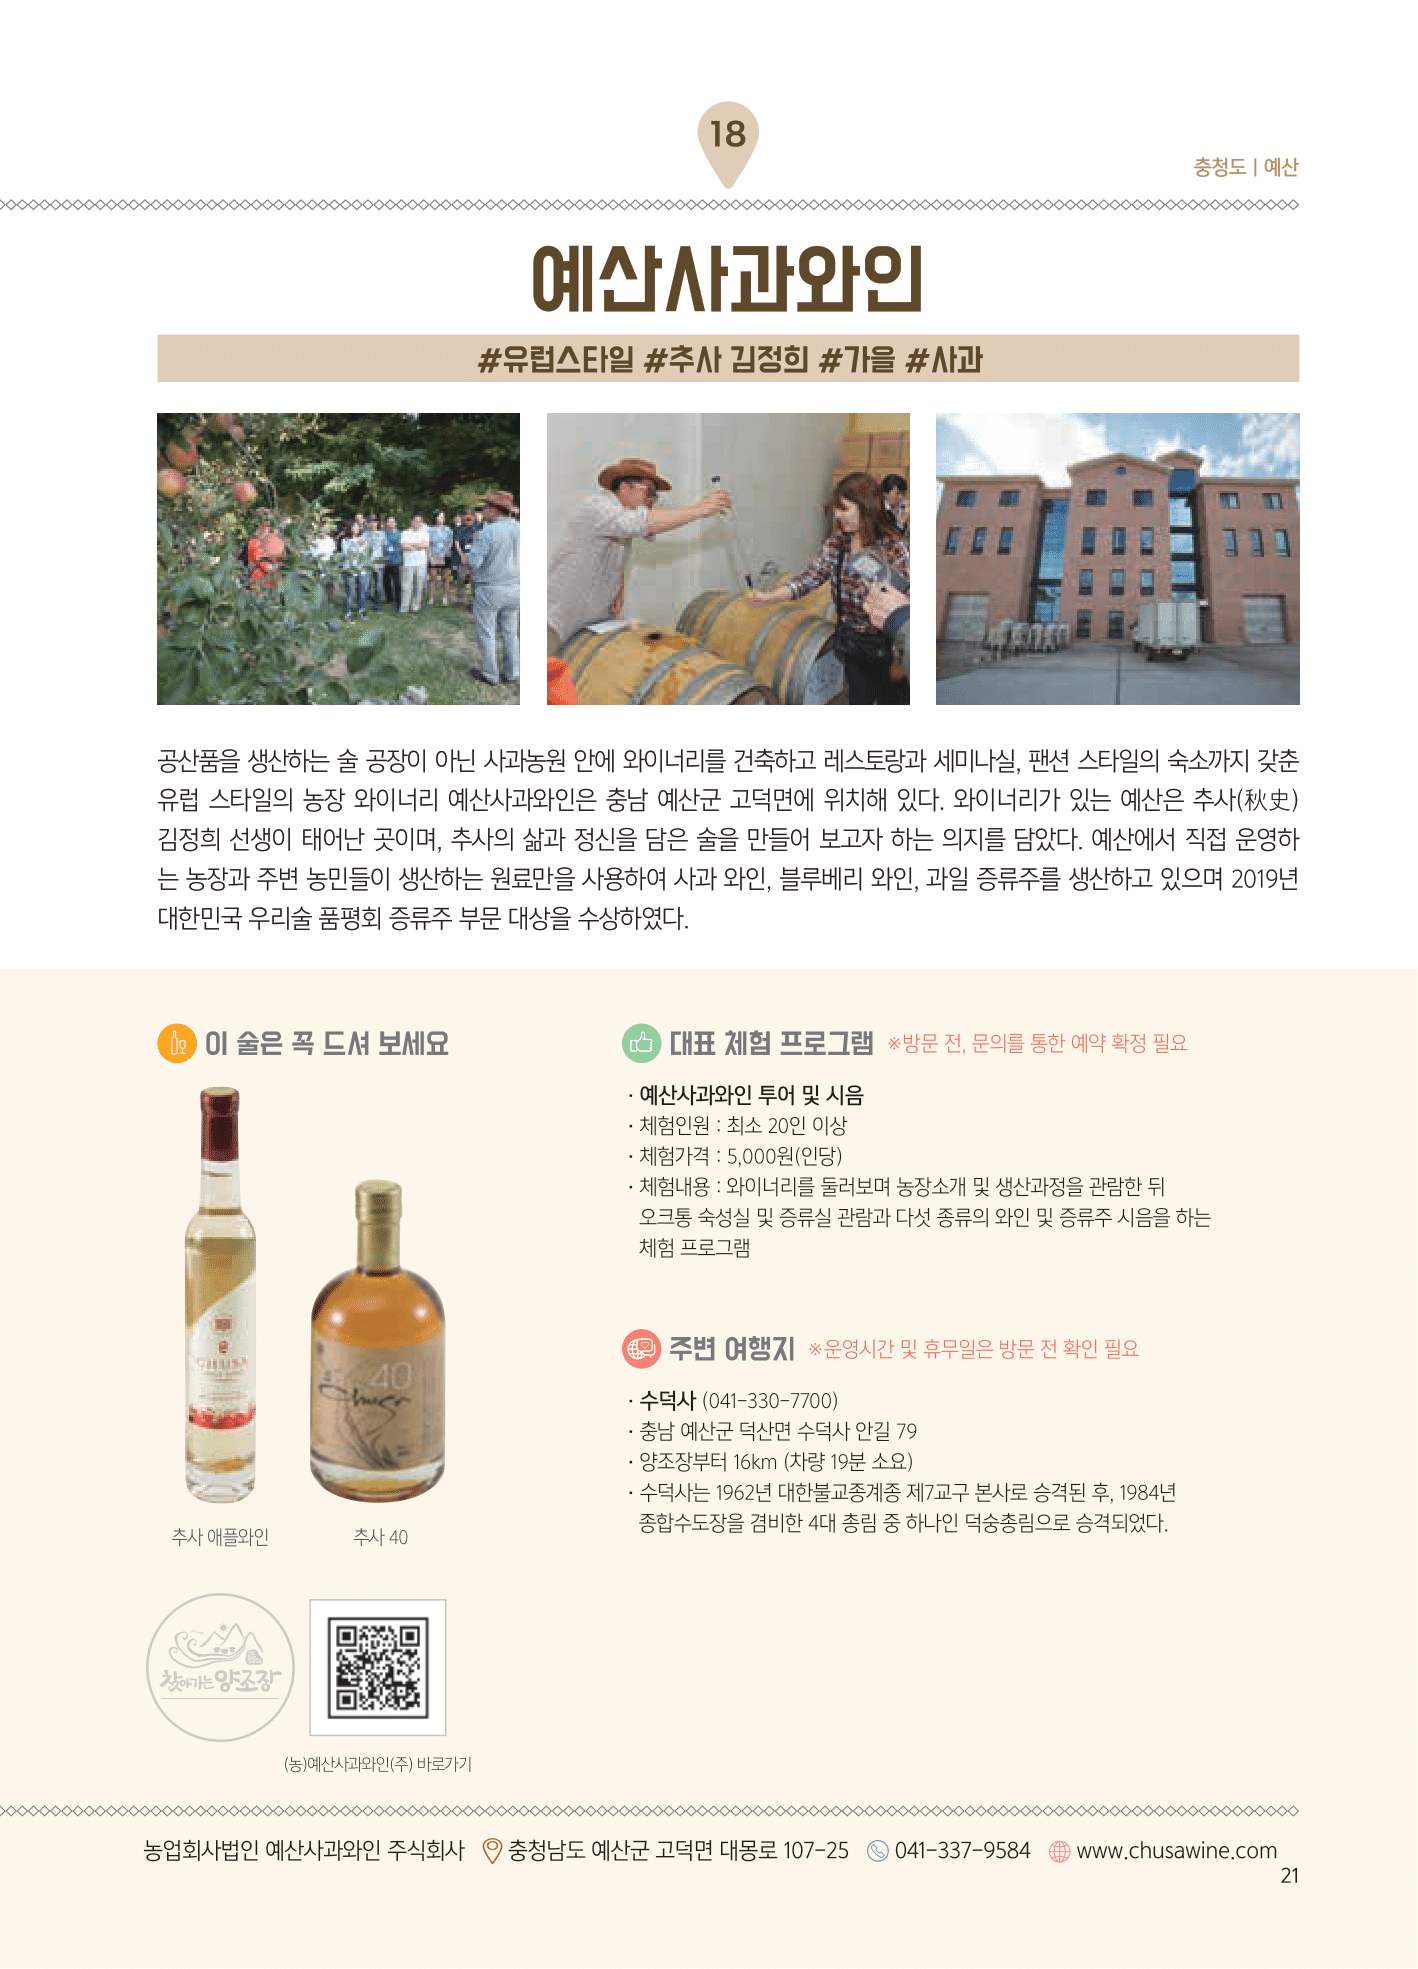 18
충청도 | 예산
예산사과와인
#유럽스타일 #추사 김정희 #가을 #사과
공산품을 생산하는 술 공장이 아닌 사과농원 안에 와이너리를 건축하고 레스토랑과 세미나실, 팬션 스타일의 숙소까지 갖춘
유럽 스타일의 농장 와이너리 예산사과와인은 충남 예산군 고덕면에 위치해 있다. 와이너리가 있는 예산은 추사(秋史)
김정희 선생이 태어난 곳이며, 추사의 삶과 정신을 담은 술을 만들어 보고자 하는 의지를 담았다. 예산에서 직접 운영하
는 농장과 주변 농민들이 생산하는 원료만을 사용하여 사과 와인, 블루베리 와인, 과일 증류주를 생산하고 있으며 2019년
대한민국 우리술 품평회 증류주 부문 대상을 수상하였다.
이 술은 꼭 드셔 보세요
CHUSA
40
Chusa
추사 애플와인
추사 40
찾아가는 양조장
(농)예산사과와인(주) 바로가기
대표 체험 프로그램 ※방문 전, 문의를 통한 예약 확정 필요
· 예산사과와인 투어 및 시음
· 체험인원 : 최소 20인 이상
· 체험가격 : 5,000원(인당)
· 체험내용 : 와이너리를 둘러보며 농장소개 및 생산과정을 관람한 뒤
오크통 숙성실 및 증류실 관람과 다섯 종류의 와인 및 증류주 시음을 하는
체험 프로그램
주변 여행지 ※운영시간 및 휴무일은 방문 전 확인 필요
· 수덕사 (041-330-7700)
· 충남 예산군 덕산면 수덕사 안길 79
· 양조장부터 16km (차량 19분 소요)
· 수덕사는 1962년 대한불교종계종 제7교구 본사로 승격된 후, 1984년
종합수도장을 겸비한 4대 총림 중 하나인 덕숭총림으로 승격되었다.
농업회사법인 예산사과와인 주식회사 충청남도 예산군 고덕면 대몽로 107-25 041-337-9584 www.chusawine.com
21